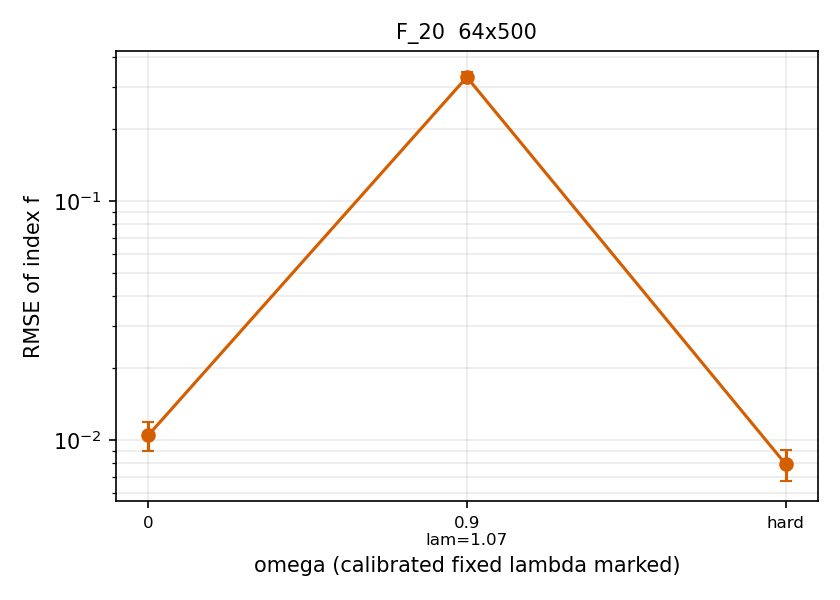 F_20  64x500
RMSE of index f
10⁻¹
10⁻²
0
0.9
lam=1.07
hard
omega (calibrated fixed lambda marked)